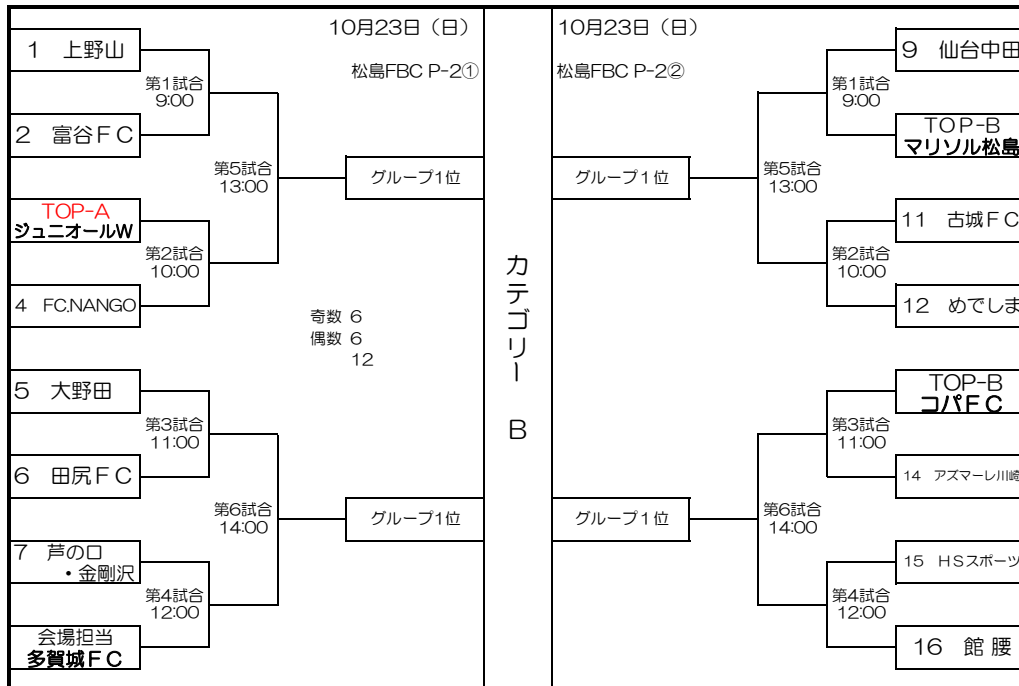 10月23日（日）
松島FBC P-2①
1 上野山
第1試合
9:00
2 富谷ＦＣ
第5試合
13:00
グループ1位
TOP-A
ジュニオールW
第2試合
10:00
4 FC.NANGO
奇数 6
偶数 6
12
5 大野田
第3試合
11:00
6 田尻ＦＣ
第6試合
14:00
グループ1位
7 芦の口
・金剛沢
第4試合
12:00
会場担当
多賀城ＦＣ
カテゴリー B
10月23日（日）
松島FBC P-2②
9 仙台中田
第1試合
9:00
TOP-B
マリソル松島
第5試合
13:00
グループ1位
11 古城ＦＣ
第2試合
10:00
12 めでしま
TOP-B
コパＦＣ
第3試合
11:00
14 アズマーレ川崎
第6試合
14:00
グループ1位
15 ＨＳスポーツ
第4試合
12:00
16 館 腰